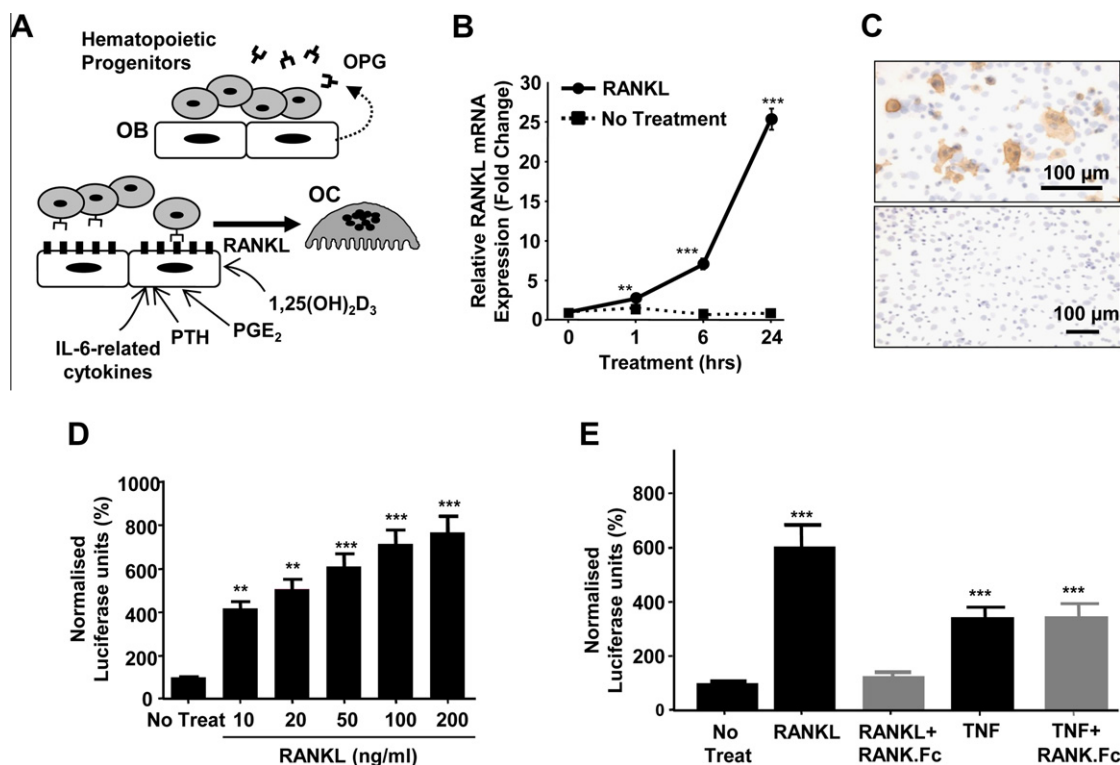 A
Hematopoietic
Progenitors
OPG
OB
OC
RANKL
1,25(OH)2D3
PGE2
PTH
IL-6-related
cytokines
B
Relative RANKL mRNA
Expression (Fold Change)
30
25
20
15
10
5
0
RANKL
No Treatment
**
***
***
0 1 6 24
Treatment (hrs)
C
100 µm
100 µm
D
Normalised
Luciferase units (%)
1000
800
600
400
200
0
** ** *** *** ***
No Treat 10 20 50 100 200
RANKL (ng/ml)
E
Normalised
Luciferase units (%)
800
600
400
200
0
*** *** ***
No
Treat
RANKL
RANKL+
RANK.Fc
TNF
TNF+
RANK.Fc